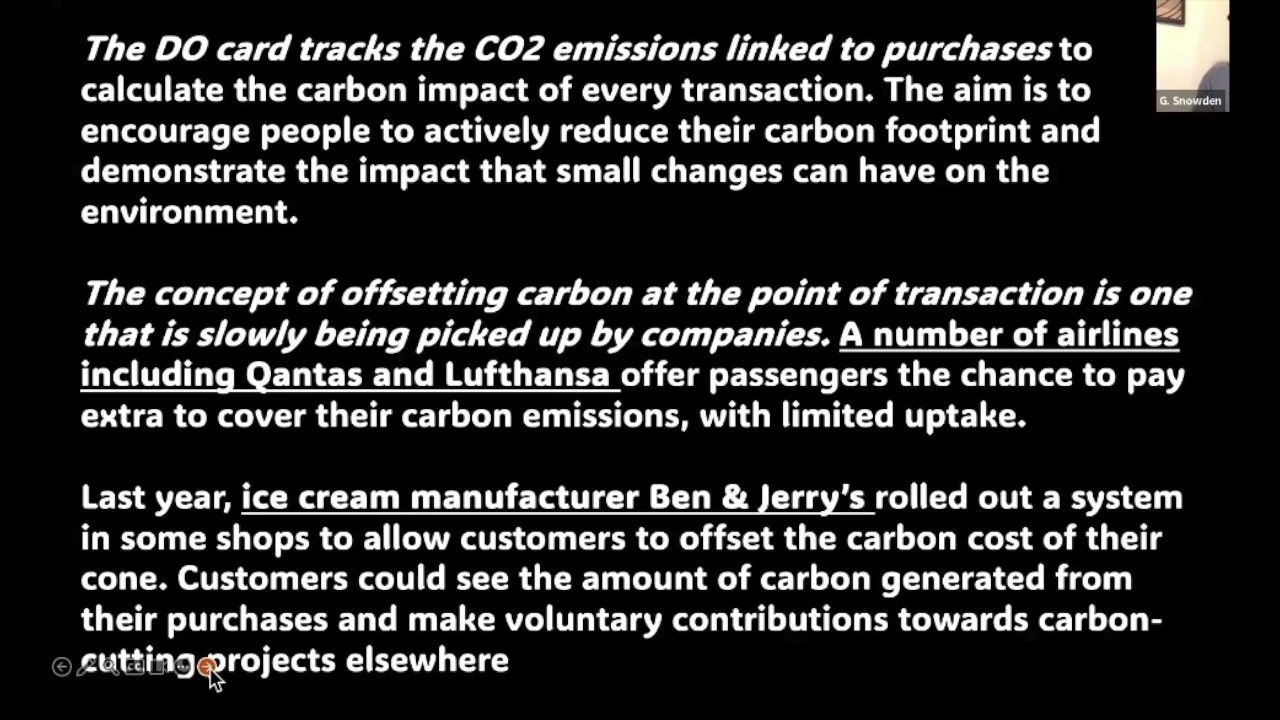 The DO card tracks the CO2 emissions linked to purchases to
calculate the carbon impact of every transaction. The aim is to
encourage people to actively reduce their carbon footprint and
demonstrate the impact that small changes can have on the
environment.
The concept of offsetting carbon at the point of transaction is one
that is slowly being picked up by companies. A number of airlines
including Qantas and Lufthansa offer passengers the chance to pay
extra to cover their carbon emissions, with limited uptake.
Last year, ice cream manufacturer Ben & Jerry’s rolled out a system
in some shops to allow customers to offset the carbon cost of their
cone. Customers could see the amount of carbon generated from
their purchases and make voluntary contributions towards carbon-
cutting projects elsewhere
G. Snowden